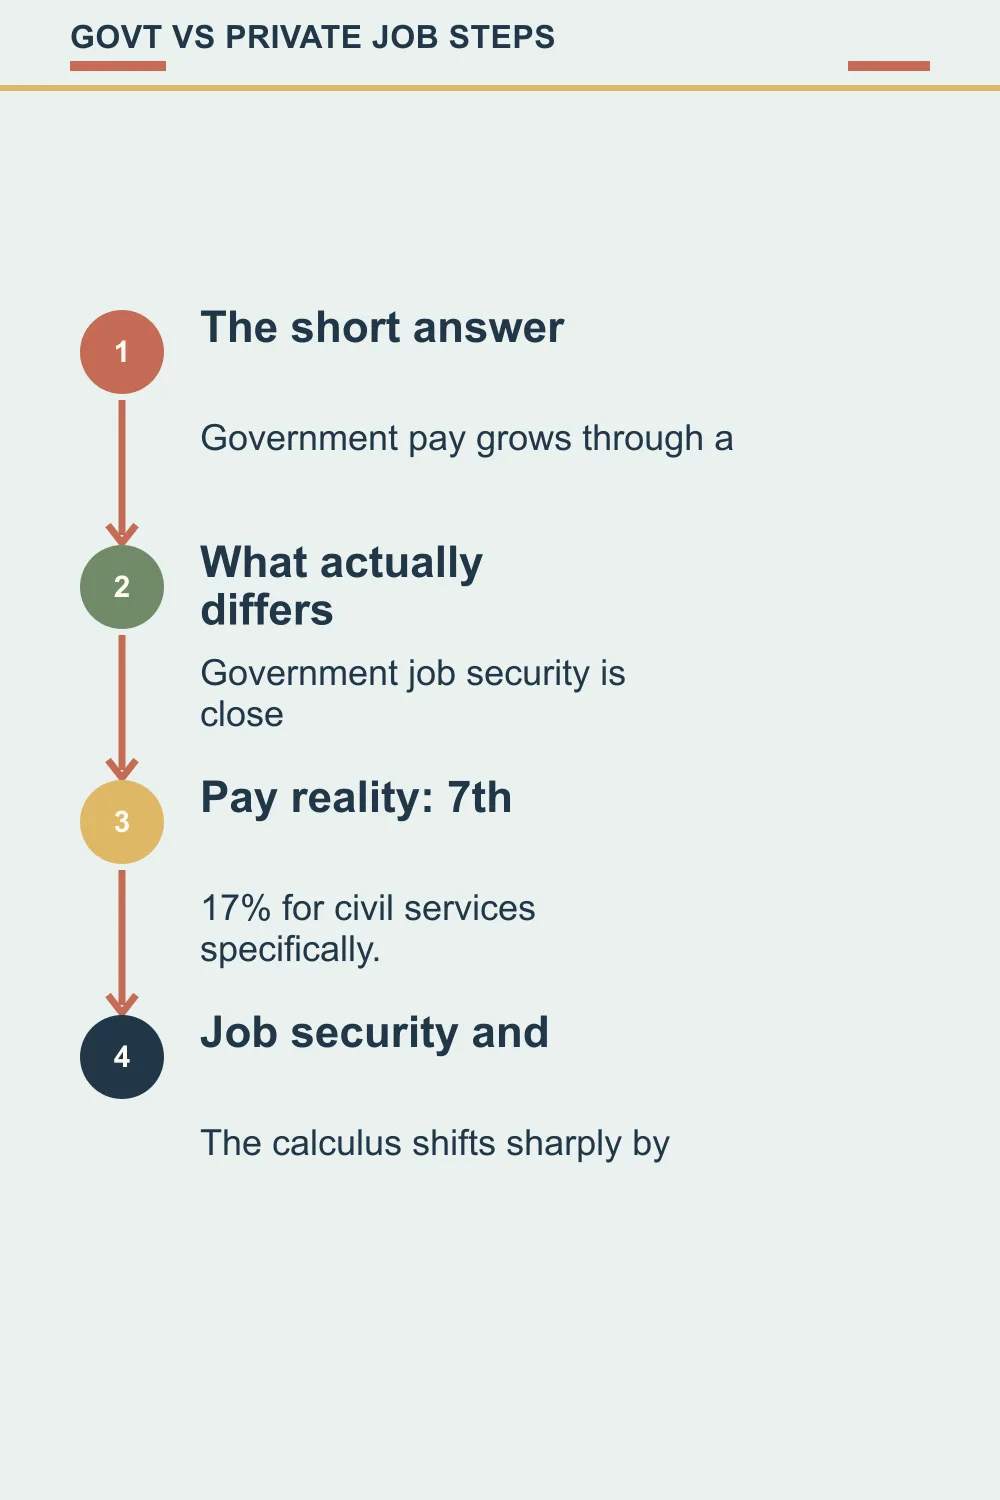 GOVT VS PRIVATE JOB STEPS
1
The short answer
Government pay grows through a
2
What actually
differs
Government job security is
close
3
Pay reality: 7th
17% for civil services
specifically.
4
Job security and
The calculus shifts sharply by